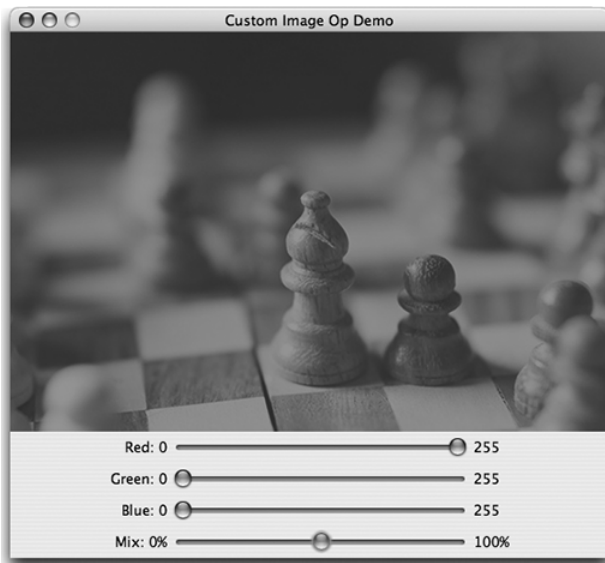 Custom Image Op Demo
Red: 0 255
Green: 0 255
Blue: 0 255
Mix: 0% 100%